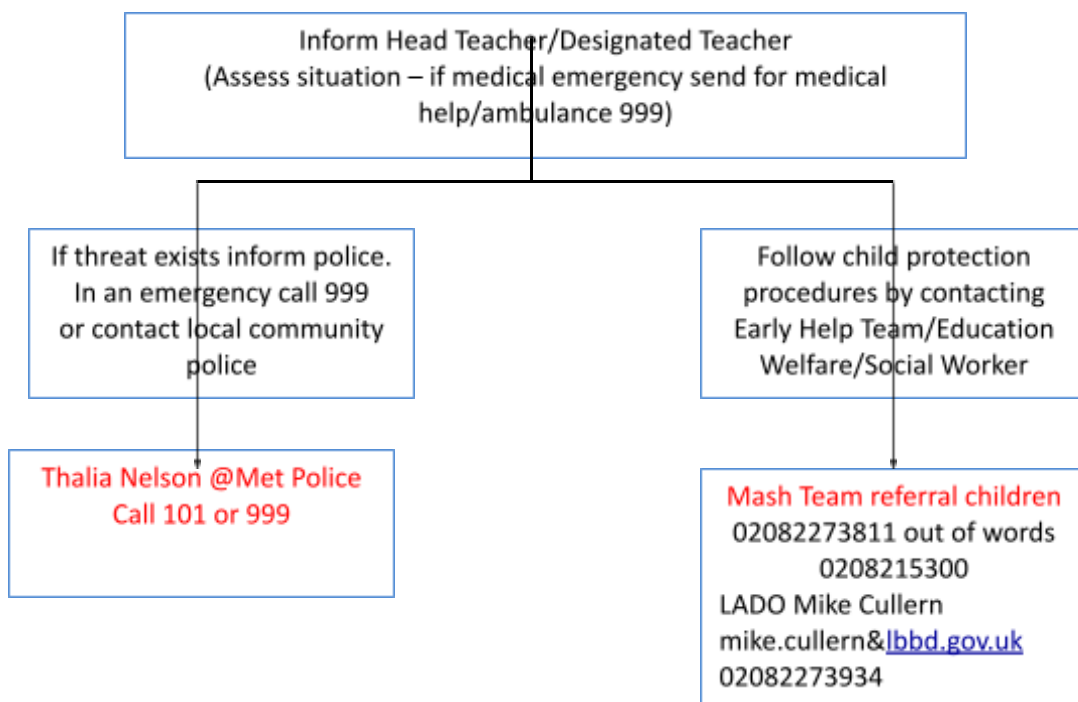 Inform Head Teacher/Designated Teacher
(Assess situation – if medical emergency send for medical
help/ambulance 999)
If threat exists inform police.
In an emergency call 999
or contact local community
police
Follow child protection
procedures by contacting
Early Help Team/Education
Welfare/Social Worker
Thalia Nelson @Met Police
Call 101 or 999
Mash Team referral children
02082273811 out of words
0208215300
LADO Mike Cullern
mike.cullern&lbbd.gov.uk
02082273934